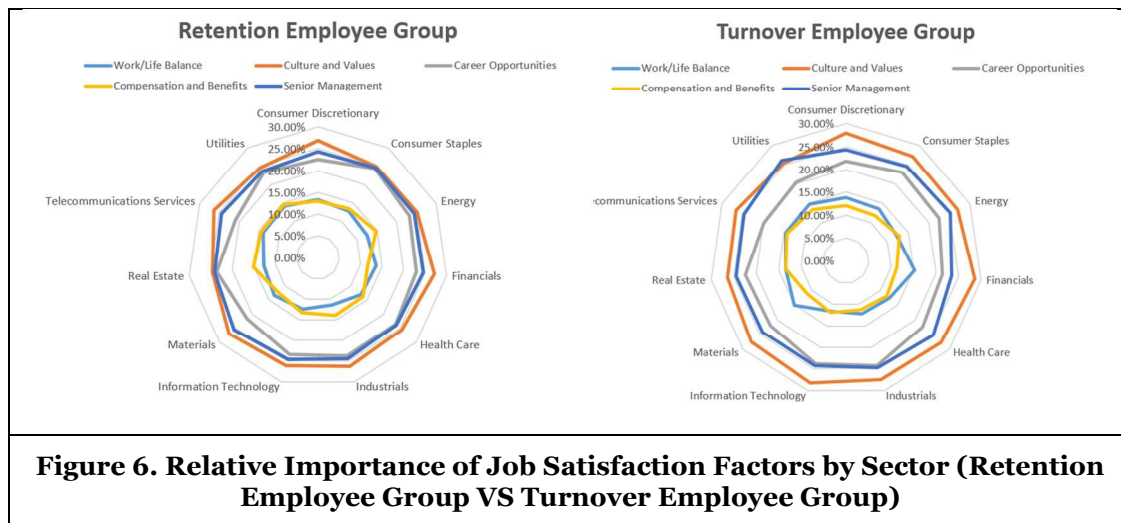 Retention Employee Group
Work/Life Balance
Culture and Values
Career Opportunities
Compensation and Benefits
Senior Management
Consumer Discretionary
30.00%
25.00%
20.00%
15.00%
10.00%
5.00%
0.00%
Consumer Staples
Energy
Financials
Health Care
Industrials
Information Technology
Materials
Real Estate
Telecommunications Services
Utilities
Turnover Employee Group
Work/Life Balance
Culture and Values
Career Opportunities
Compensation and Benefits
Senior Management
Consumer Discretionary
30.00%
25.00%
20.00%
15.00%
10.00%
5.00%
0.00%
Consumer Staples
Energy
Financials
Health Care
Industrials
Information Technology
Materials
Real Estate
ecommunications Services
Utilities
Figure 6. Relative Importance of Job Satisfaction Factors by Sector (Retention
Employee Group VS Turnover Employee Group)